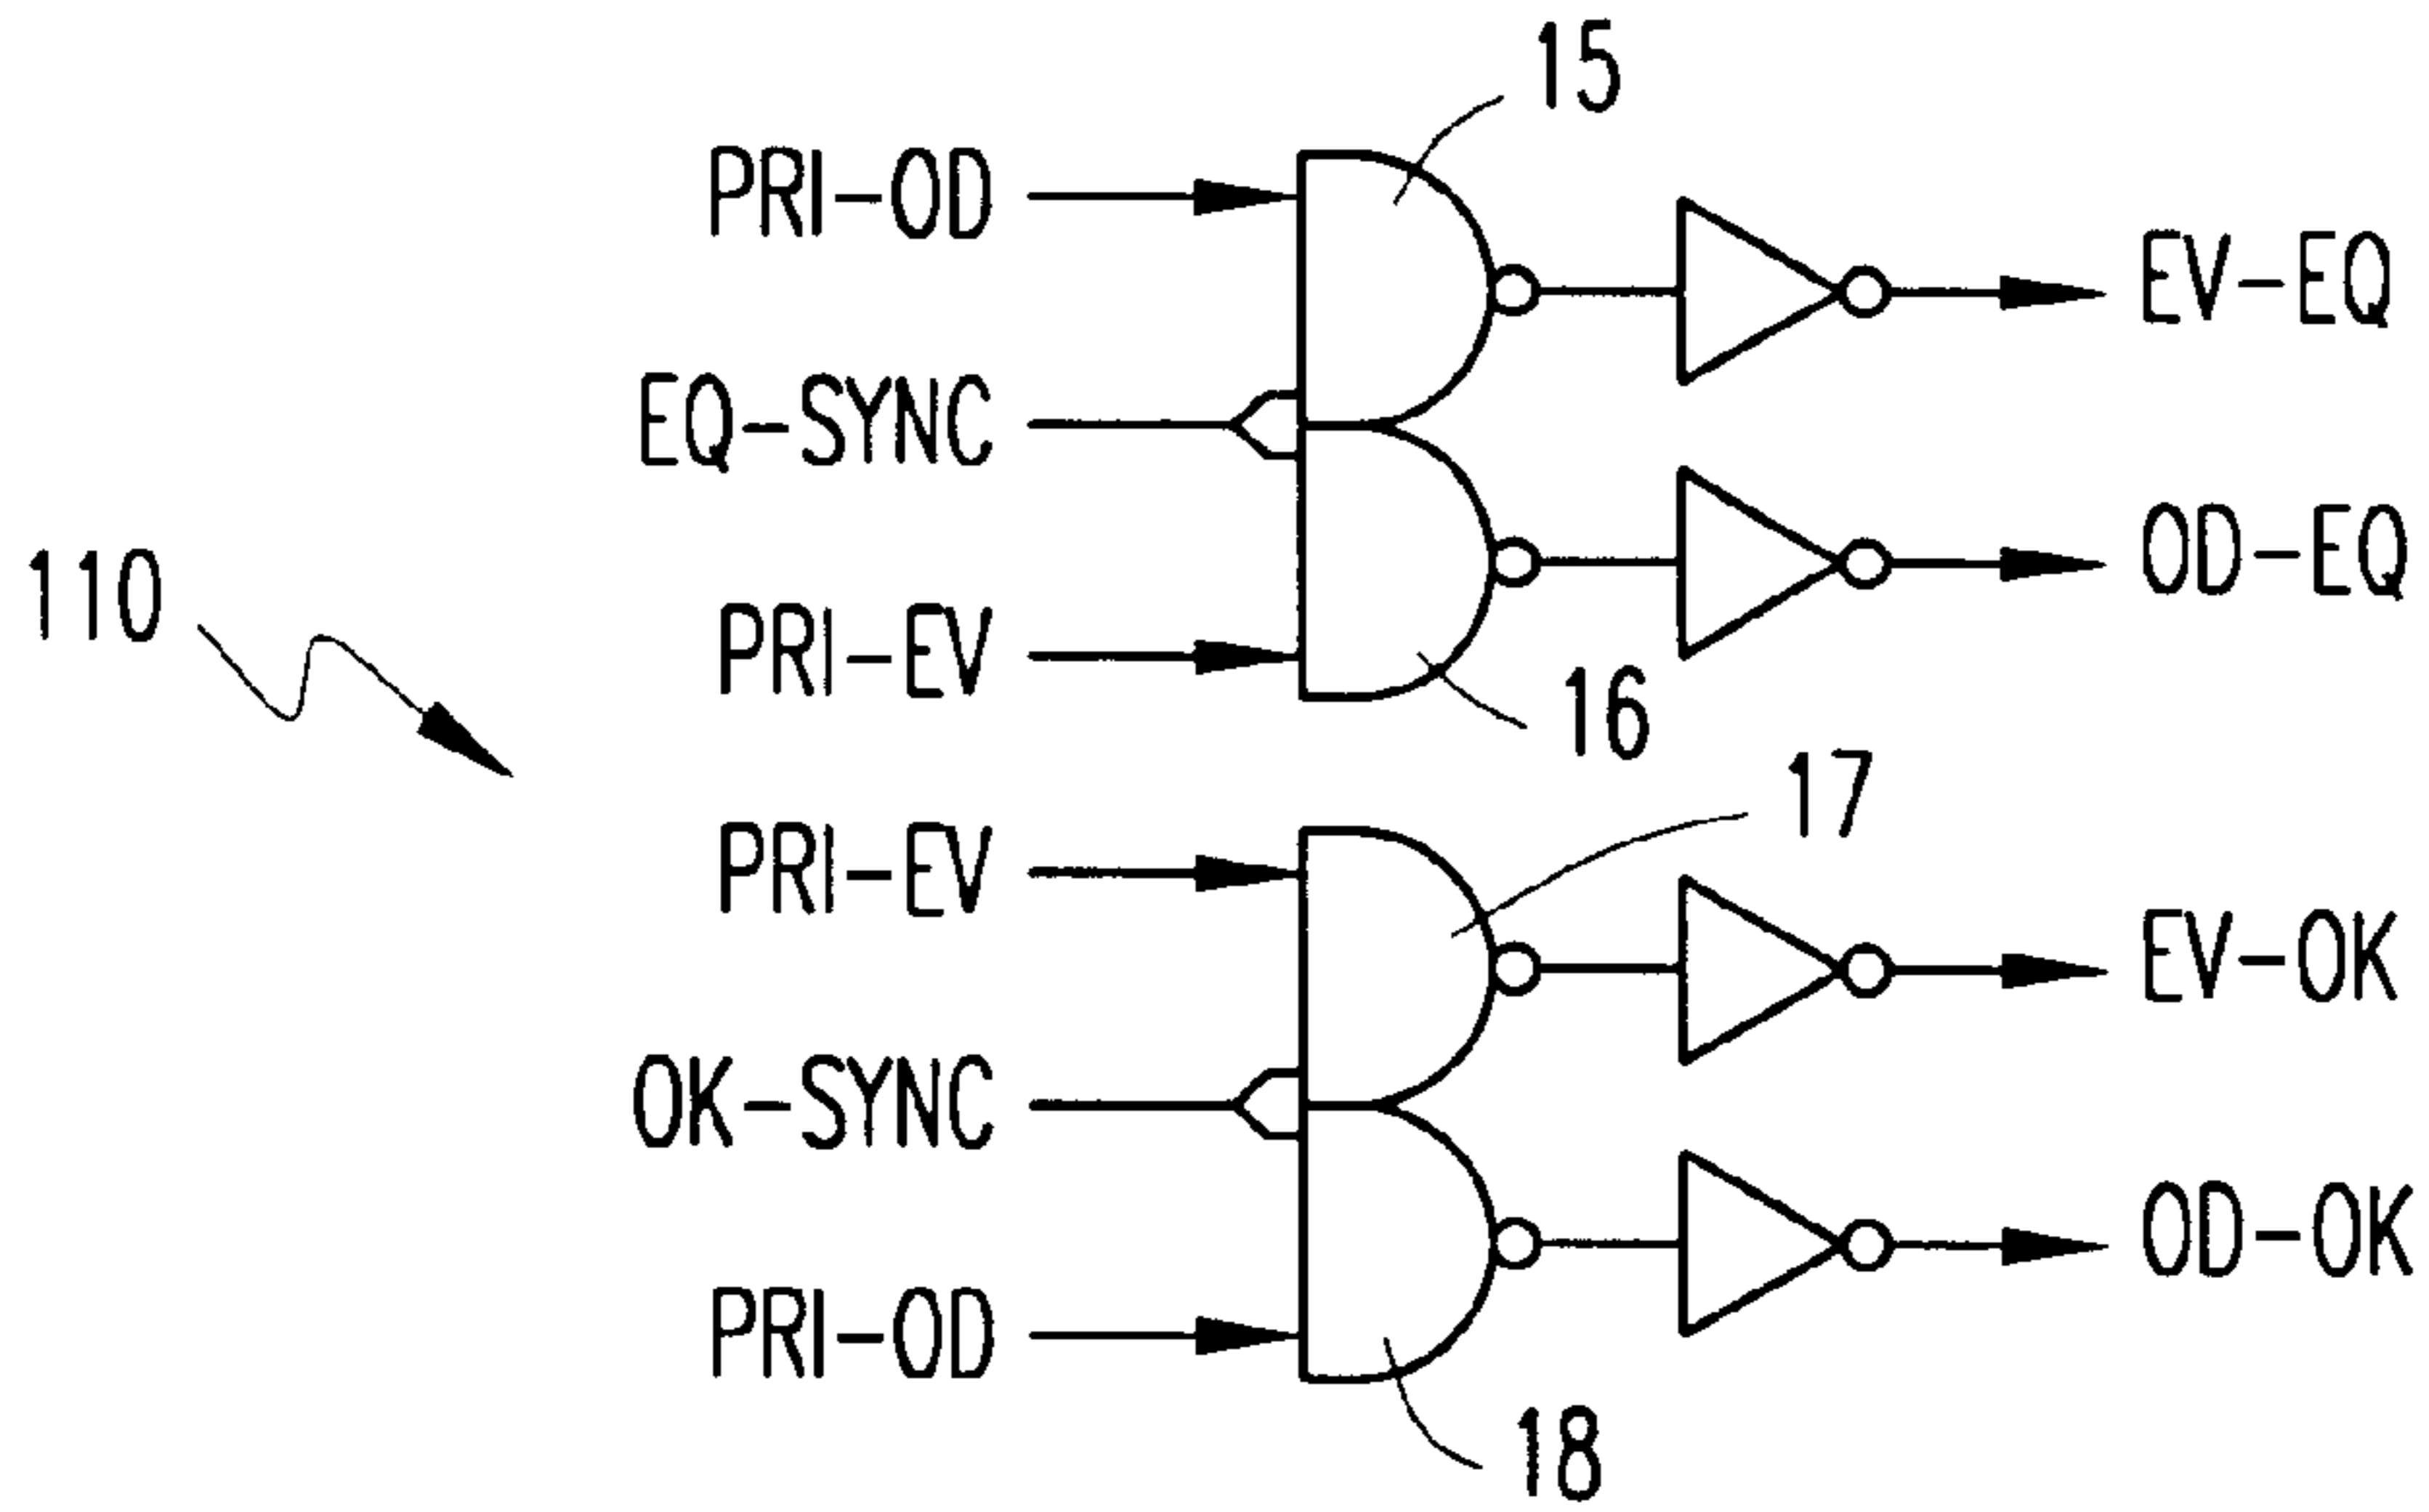 15
PRI-OD
EV-EQ
EQ-SYNC
OD-EQ
110
PRI-EV
16
17
PRI-EV
EV-OK
OK-SYNC
OD-OK
PRI-OD
18